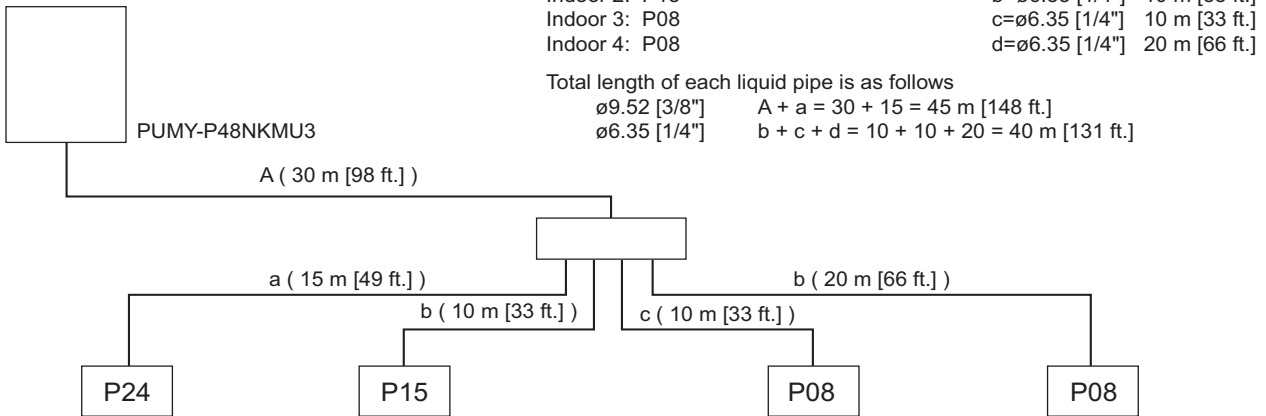 Indoor 3: P08 c=ø6.35 [1/4"] 10 m [33 ft.]
Indoor 4: P08 d=ø6.35 [1/4"] 20 m [66 ft.]
Total length of each liquid pipe is as follows
ø9.52 [3/8"] A + a = 30 + 15 = 45 m [148 ft.]
ø6.35 [1/4"] b + c + d = 10 + 10 + 20 = 40 m [131 ft.]
PUMY-P48NKMU3
A ( 30 m [98 ft.] )
a ( 15 m [49 ft.] ) b ( 20 m [66 ft.] )
b ( 10 m [33 ft.] ) c ( 10 m [33 ft.] )
P24 P15 P08 P08